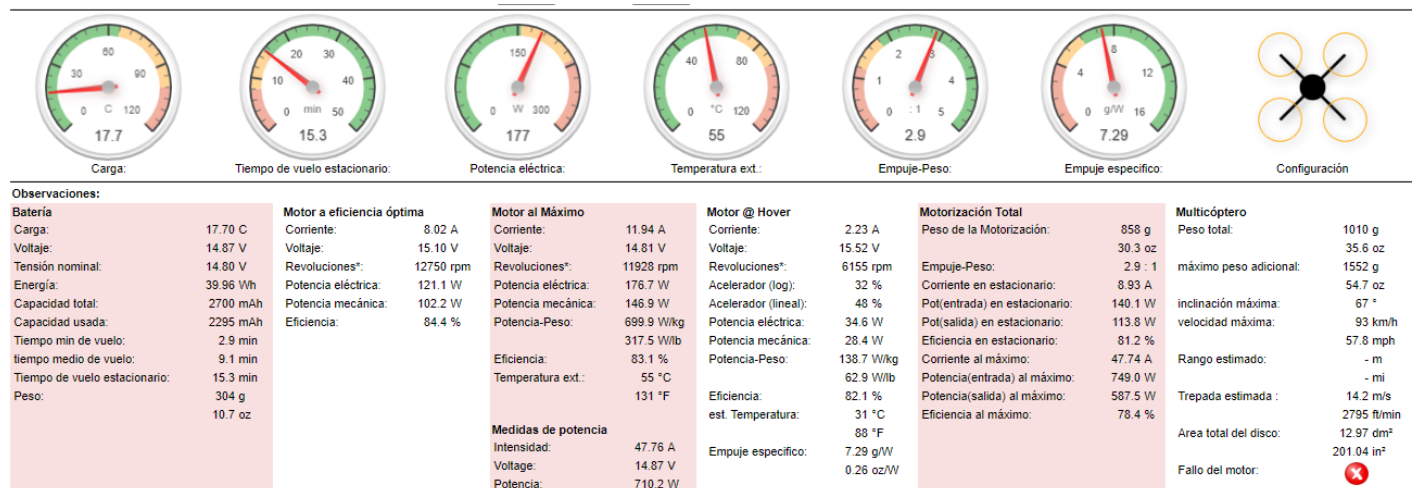 30 60 90 0 C 120
17.7
Carga:
10 20 30 40 0 min 50
15.3
Tiempo de vuelo estacionario:
150 0 W 300
177
Potencia eléctrica:
40 80 0 °C 120
55
Temperatura ext.:
1 2 3 4 0 : 1 5
2.9
Empuje-Peso:
4 8 12 0 g/W 16
7.29
Empuje especifico:
Configuración
Observaciones:
Batería
Carga: 17.70 C
Voltaje: 14.87 V
Tensión nominal: 14.80 V
Energía: 39.96 Wh
Capacidad total: 2700 mAh
Capacidad usada: 2295 mAh
Tiempo min de vuelo: 2.9 min
tiempo medio de vuelo: 9.1 min
Tiempo de vuelo estacionario: 15.3 min
Peso: 304 g
10.7 oz
Motor a eficiencia óptima
Corriente: 8.02 A
Voltaje: 15.10 V
Revoluciones*: 12750 rpm
Potencia eléctrica: 121.1 W
Potencia mecánica: 102.2 W
Eficiencia: 84.4 %
Motor al Máximo
Corriente: 11.94 A
Voltaje: 14.81 V
Revoluciones*: 11928 rpm
Potencia eléctrica: 176.7 W
Potencia mecánica: 146.9 W
Potencia-Peso: 699.9 W/kg
317.5 W/lb
Eficiencia: 83.1 %
Temperatura ext.: 55 °C
131 °F
Medidas de potencia
Intensidad: 47.76 A
Voltage: 14.87 V
Potencia: 710.2 W
Motor @ Hover
Corriente: 2.23 A
Voltaje: 15.52 V
Revoluciones*: 6155 rpm
Acelerador (log): 32 %
Acelerador (lineal): 48 %
Potencia eléctrica: 34.6 W
Potencia mecánica: 28.4 W
Potencia-Peso: 138.7 W/kg
62.9 W/lb
Eficiencia: 82.1 %
est. Temperatura: 31 °C
88 °F
Empuje especifico: 7.29 g/W
0.26 oz/W
Motorización Total
Peso de la Motorización: 858 g
30.3 oz
Empuje-Peso: 2.9 : 1
Corriente en estacionario: 8.93 A
Pot(entrada) en estacionario: 140.1 W
Pot(salida) en estacionario: 113.8 W
Eficiencia en estacionario: 81.2 %
Corriente al máximo: 47.74 A
Potencia(entrada) al máximo: 749.0 W
Potencia(salida) al máximo: 587.5 W
Eficiencia al máximo: 78.4 %
Multicóptero
Peso total: 1010 g
35.6 oz
máximo peso adicional: 1552 g
54.7 oz
inclinación máxima: 67 °
velocidad máxima: 93 km/h
57.8 mph
Rango estimado: - m
- mi
Trepada estimada : 14.2 m/s
2795 ft/min
Area total del disco: 12.97 dm²
201.04 in²
Fallo del motor: